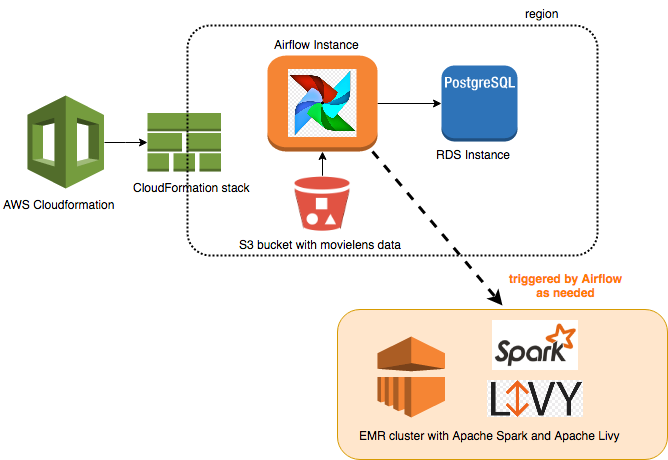 region
Airflow Instance
PostgreSQL
RDS Instance
AWS Cloudformation
CloudFormation stack
S3 bucket with movielens data
triggered by Airflow
as needed
Spark
LIVY
EMR cluster with Apache Spark and Apache Livy